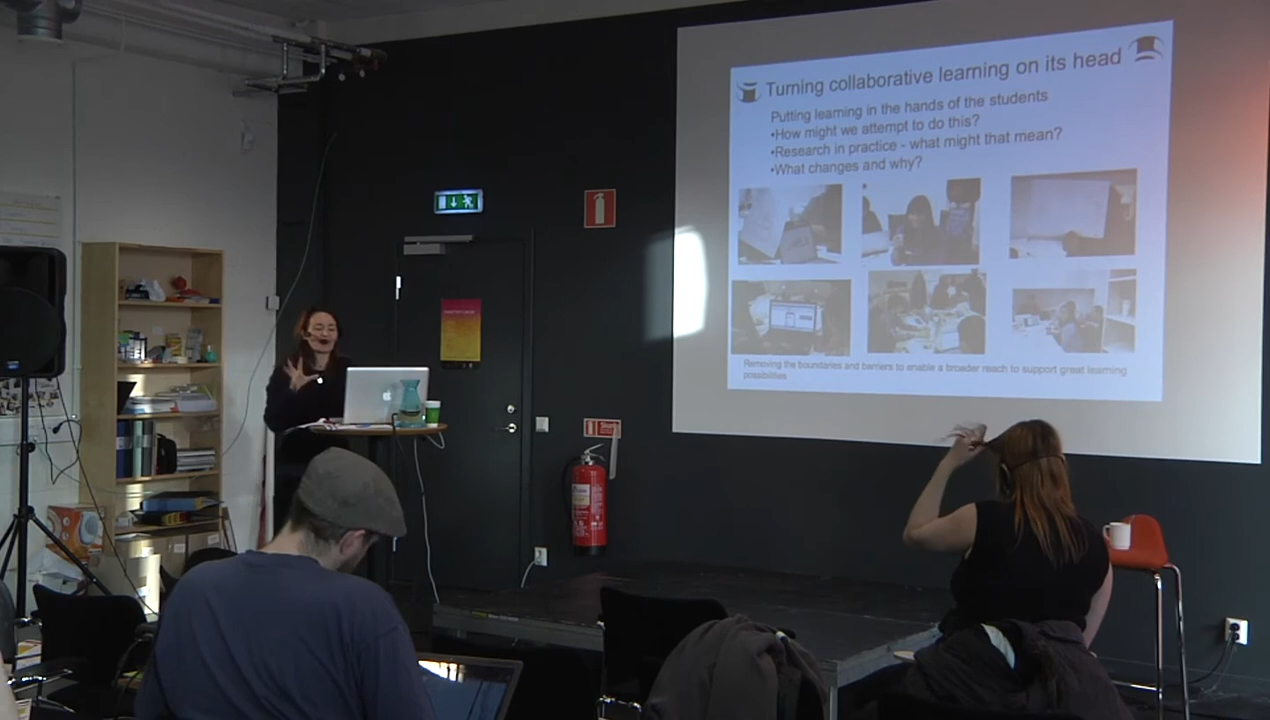 Turning collaborative learning on its head
Putting learning in the hands of the students
•How might we attempt to do this?
•Research in practice - what might that mean?
•What changes and why?
Removing the boundaries and barriers to enable a broader reach to support great learning
possibilities